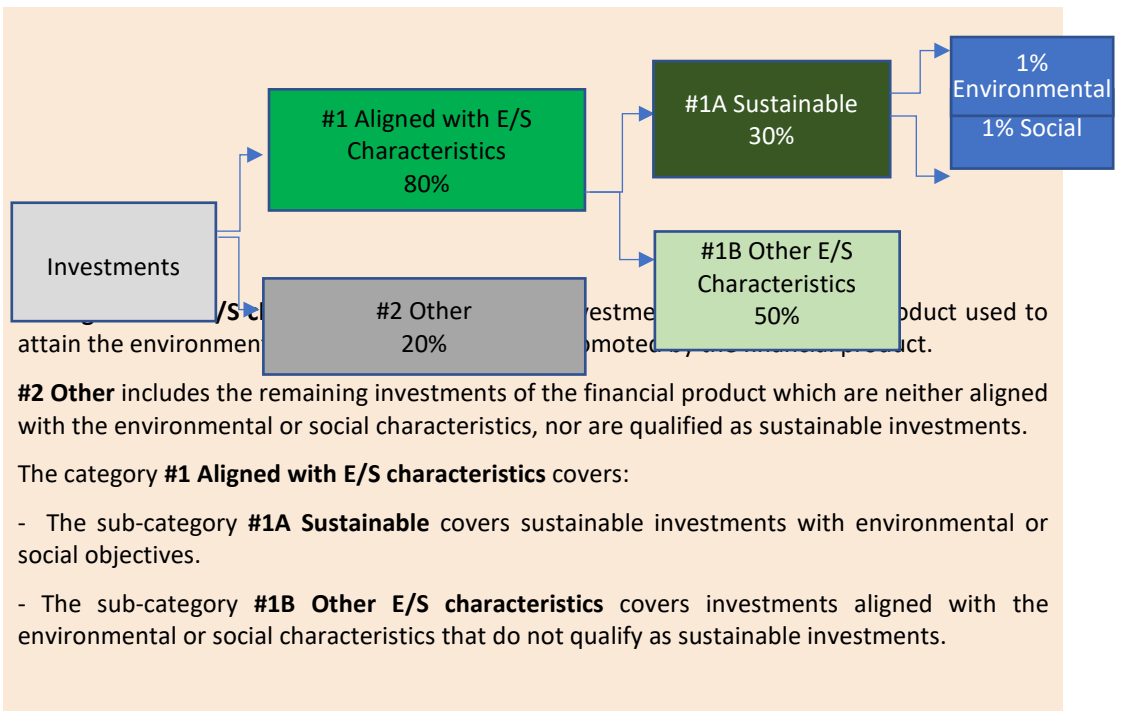 1%
Environmental
1% Social
#1A Sustainable
30%
#1 Aligned with E/S
Characteristics
80%
#1B Other E/S
Characteristics
50%
Investments
#2 Other
20%
/S oduct used to
attain the by the product.
#2 Other includes the remaining investments of the financial product which are neither aligned
with the environmental or social characteristics, nor are qualified as sustainable investments.
The category #1 Aligned with E/S characteristics covers:
- The sub-category #1A Sustainable covers sustainable investments with environmental or
social objectives.
- The sub-category #1B Other E/S characteristics covers investments aligned with the
environmental or social characteristics that do not qualify as sustainable investments.